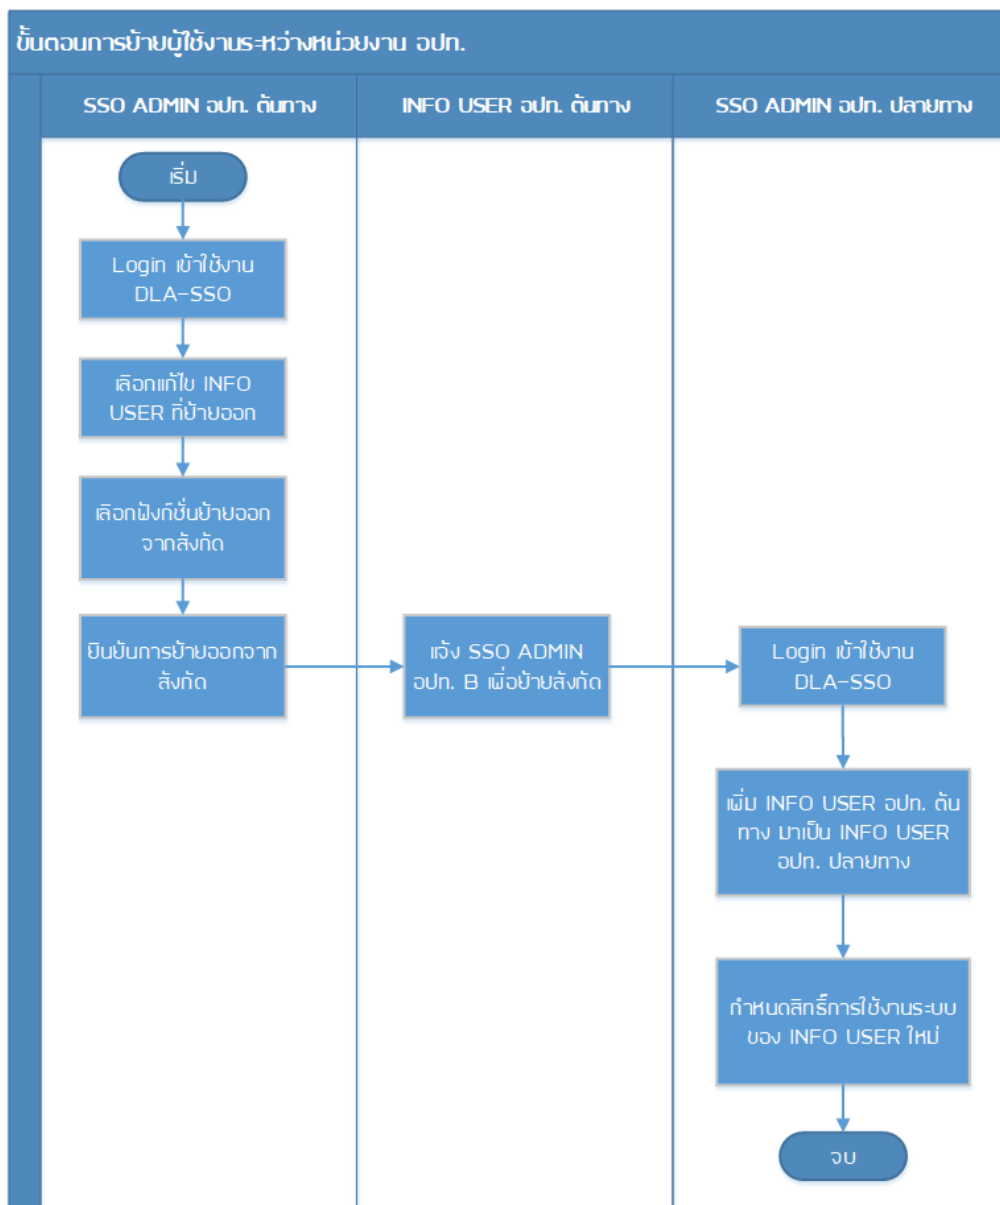 ขั้นตอนการย้ายผู้ใช้งานระหว่างหน่วยงาน อปท.
SSO ADMIN อปท. ต้นทาง
INFO USER อปท. ต้นทาง
SSO ADMIN อปท. ปลายทาง
เริ่ม
Login เข้าใช้งาน
DLA-SSO
เลือกแก้ไข INFO
USER ที่ย้ายออก
เลือกฟังก์ชั่นย้ายออก
จากสังกัด
ยืนยันการย้ายออกจาก
สังกัด
แจ้ง SSO ADMIN
อปท. B เพื่อย้ายสังกัด
Login เข้าใช้งาน
DLA-SSO
เพิ่ม INFO USER อปท. ต้น
ทาง มาเป็น INFO USER
อปท. ปลายทาง
กำหนดสิทธิ์การใช้งานระบบ
ของ INFO USER ใหม่
จบ